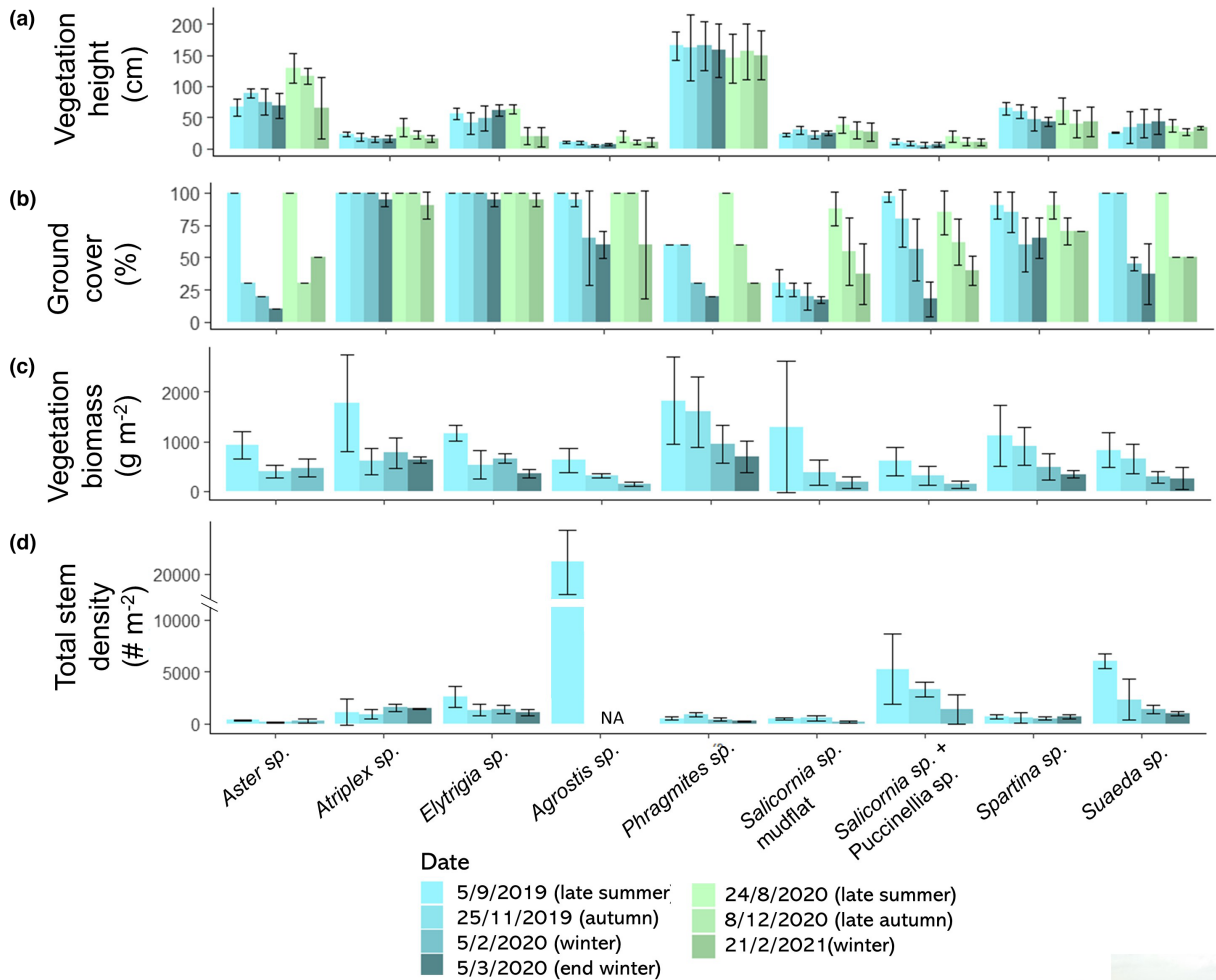 (a)
Vegetation
height
(cm)
200
150
100
50
0
(b)
Ground
cover
(%)
100
75
50
25
0
(c)
Vegetation
biomass
(g m-2)
2000
1000
0
(d)
Total stem
density
(# m-2)
20000
10000
5000
0
NA
Aster sp.
Atriplex sp.
Elytrigia sp.
Agrostis sp.
Phragmites sp.
Salicornia sp.
mudflat
Salicornia sp. +
Puccinellia sp.
Spartina sp.
Suaeda sp.
Date
5/9/2019 (late summer
25/11/2019 (autumn)
5/2/2020 (winter)
5/3/2020 (end winter)
24/8/2020 (late summer)
8/12/2020 (late autumn)
21/2/2021(winter)